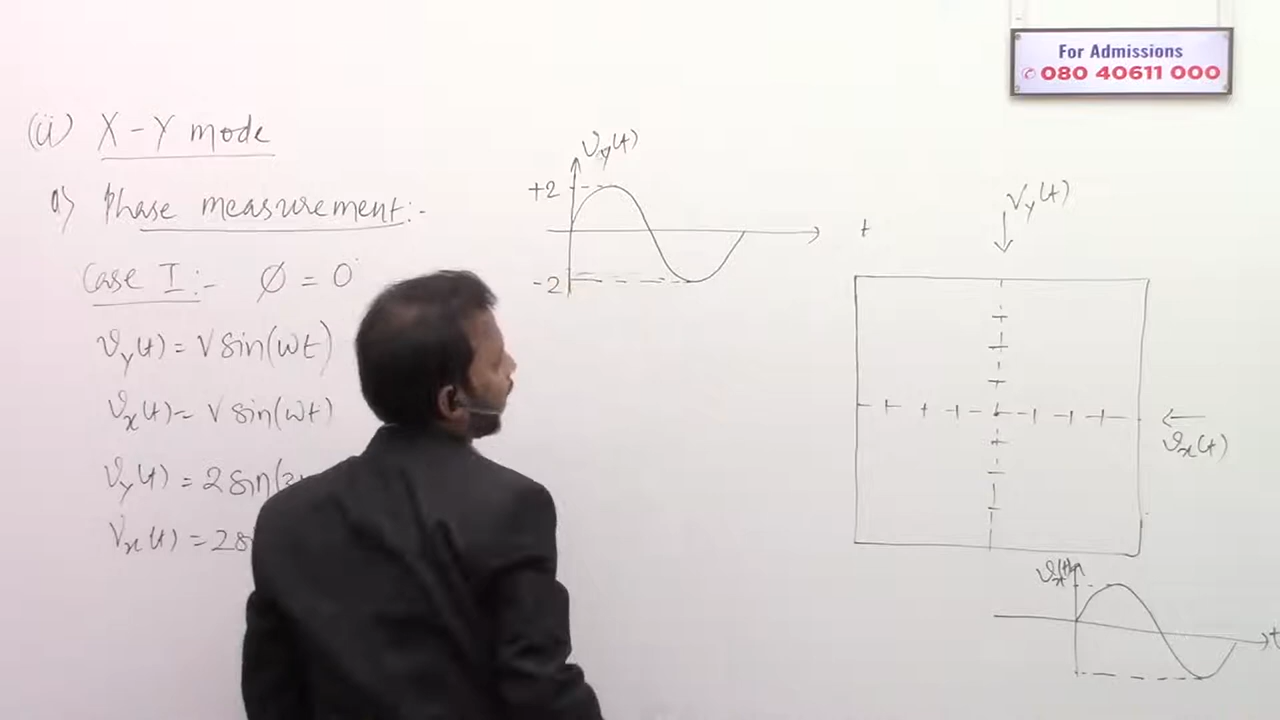 For Admissions
080 40611 000
(ii) X-Y mode
a) Phase measurement:-
Case I:- ø = 0°
Vy(t) = V sin(ωt)
Vx(t) = V sin(ωt)
Vy(t) = 2 sin(
Vx(t) = 2 s
Vy(t)
+2
-2
t
Vy(t)
Vx(t)
Vx(t)
t